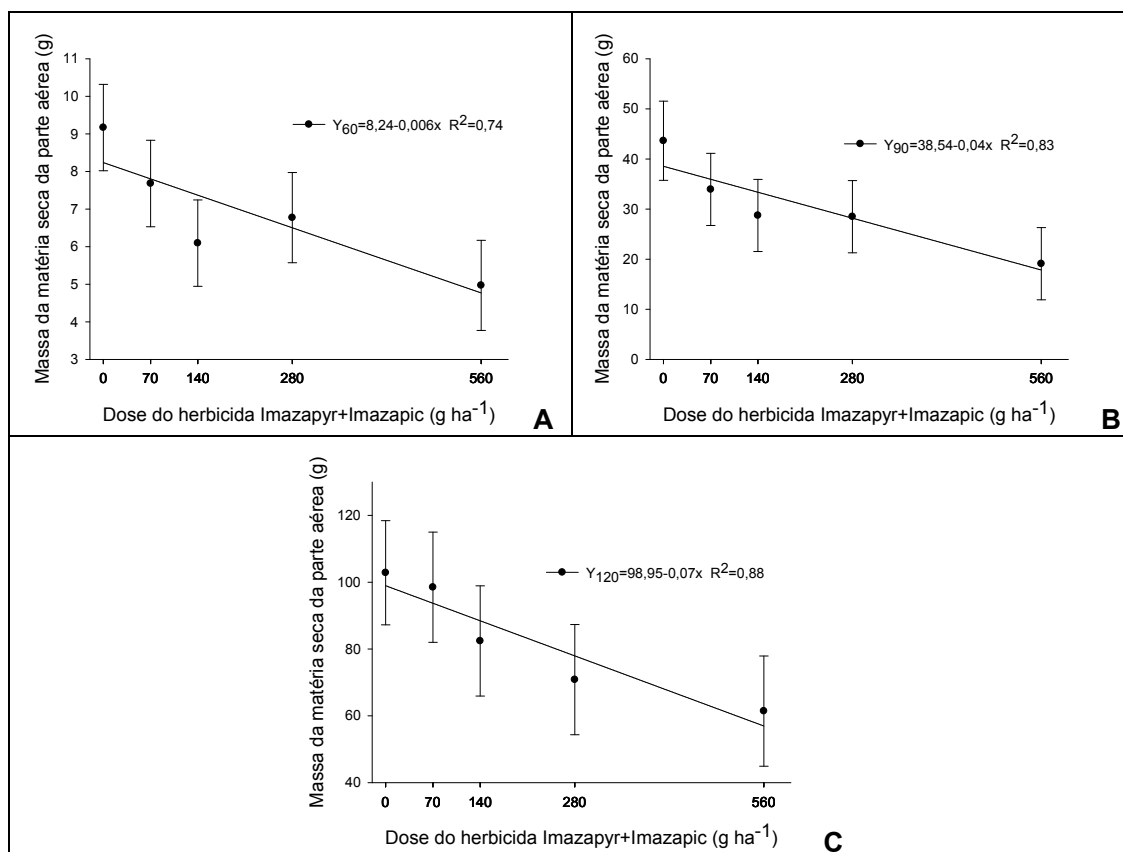 Massa da matéria seca da parte aérea (g)
11
10
9
8
7
6
5
4
3
Y60=8,24-0,006x R²=0,74
0 70 140 280 560
Dose do herbicida Imazapyr+Imazapic (g ha⁻¹)
A
Massa da matéria seca da parte aérea (g)
60
50
40
30
20
10
0
Y90=38,54-0,04x R²=0,83
0 70 140 280 560
Dose do herbicida Imazapyr+Imazapic (g ha⁻¹)
B
Massa da matéria seca da parte aérea (g)
120
100
80
60
40
Y120=98,95-0,07x R²=0,88
0 70 140 280 560
Dose do herbicida Imazapyr+Imazapic (g ha⁻¹)
C